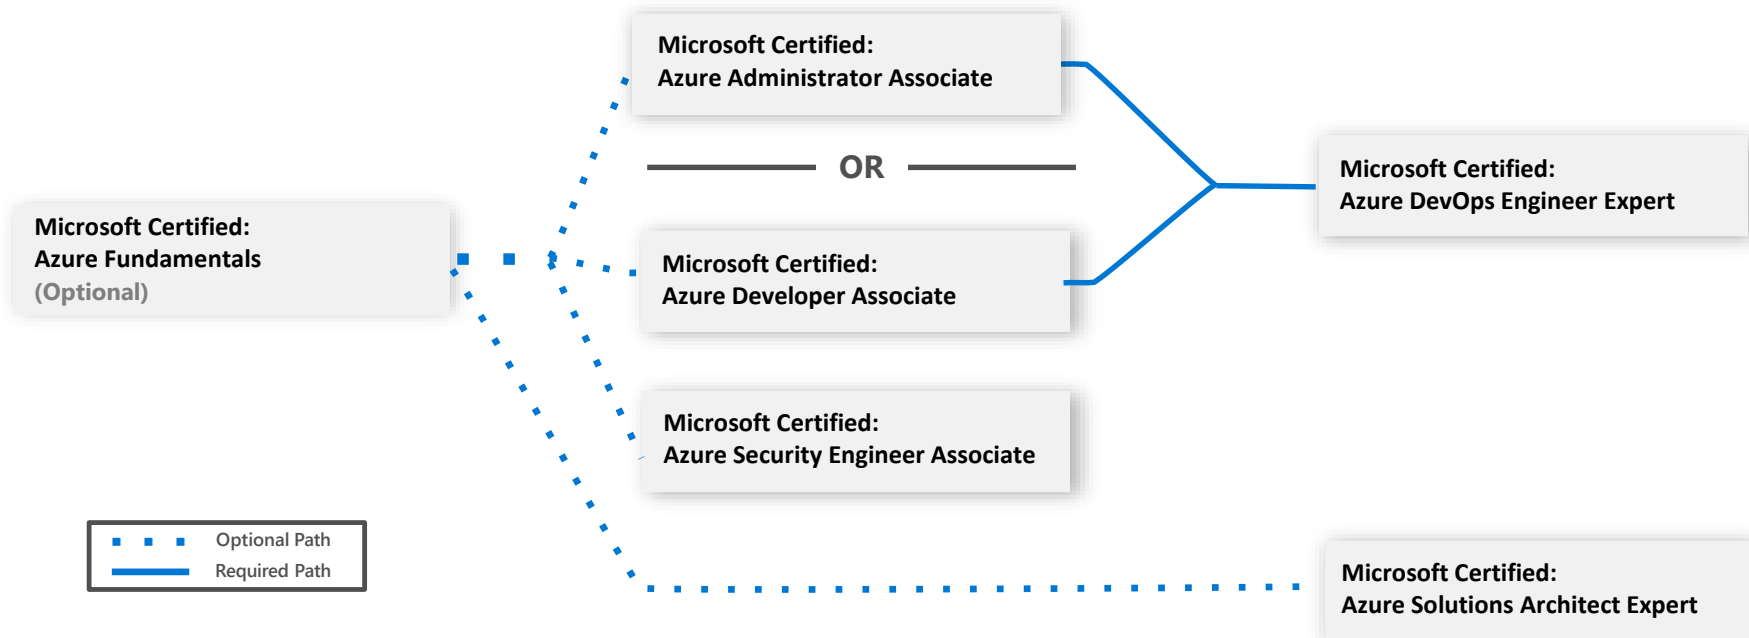 Microsoft Certified:
Azure Administrator Associate
OR
Microsoft Certified:
Azure DevOps Engineer Expert
Microsoft Certified:
Azure Fundamentals
(Optional)
Microsoft Certified:
Azure Developer Associate
Microsoft Certified:
Azure Security Engineer Associate
Optional Path
Required Path
Microsoft Certified:
Azure Solutions Architect Expert